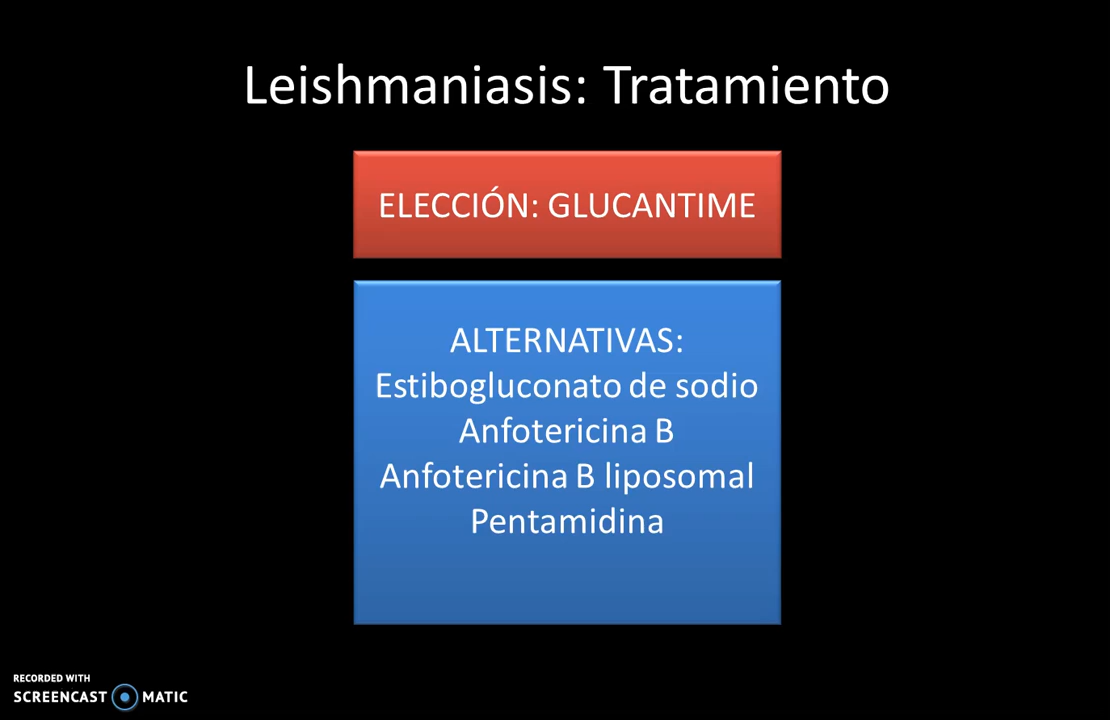 Leishmaniasis: Tratamiento
ELECCIÓN: GLUCANTIME
ALTERNATIVAS:
Estibogluconato de sodio
Anfotericina B
Anfotericina B liposomal
Pentamidina
RECORDED WITH
SCREENCAST MATIC